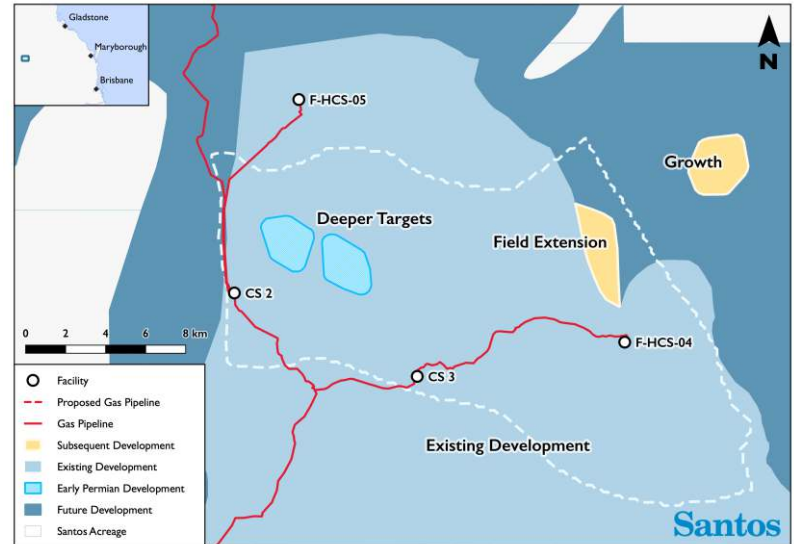 Gladstone
Maryborough
Brisbane
N
F-HCS-05
Growth
Deeper Targets
Field Extension
CS 2
0 2 4 6 8 km
F-HCS-04
CS 3
Facility
Proposed Gas Pipeline
Gas Pipeline
Subsequent Development
Existing Development
Early Permian Development
Future Development
Santos Acreage
Existing Development
Santos